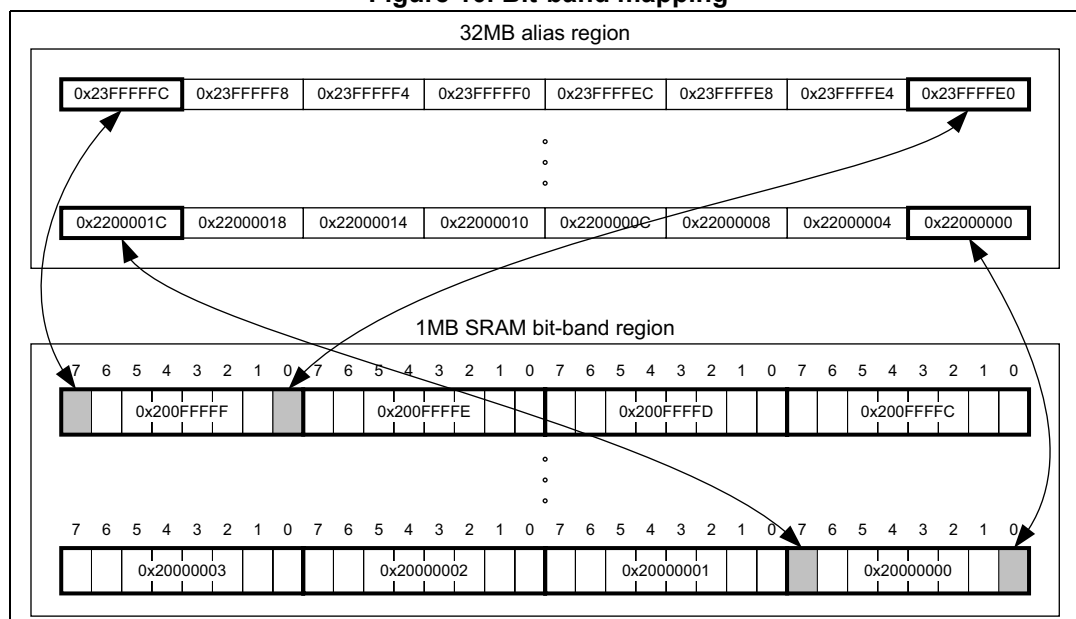 Figure 16. Bit-band mapping
32MB alias region
0x23FFFFFC 0x23FFFFF8 0x23FFFFF4 0x23FFFFF0 0x23FFFFEC 0x23FFFFE8 0x23FFFFE4 0x23FFFFE0
0x2200001C 0x22000018 0x22000014 0x22000010 0x2200000C 0x22000008 0x22000004 0x22000000
1MB SRAM bit-band region
7 6 5 4 3 2 1 0 7 6 5 4 3 2 1 0 7 6 5 4 3 2 1 0 7 6 5 4 3 2 1 0
0x200FFFFF 0x200FFFFE 0x200FFFFD 0x200FFFFC
7 6 5 4 3 2 1 0 7 6 5 4 3 2 1 0 7 6 5 4 3 2 1 0 7 6 5 4 3 2 1 0
0x20000003 0x20000002 0x20000001 0x20000000